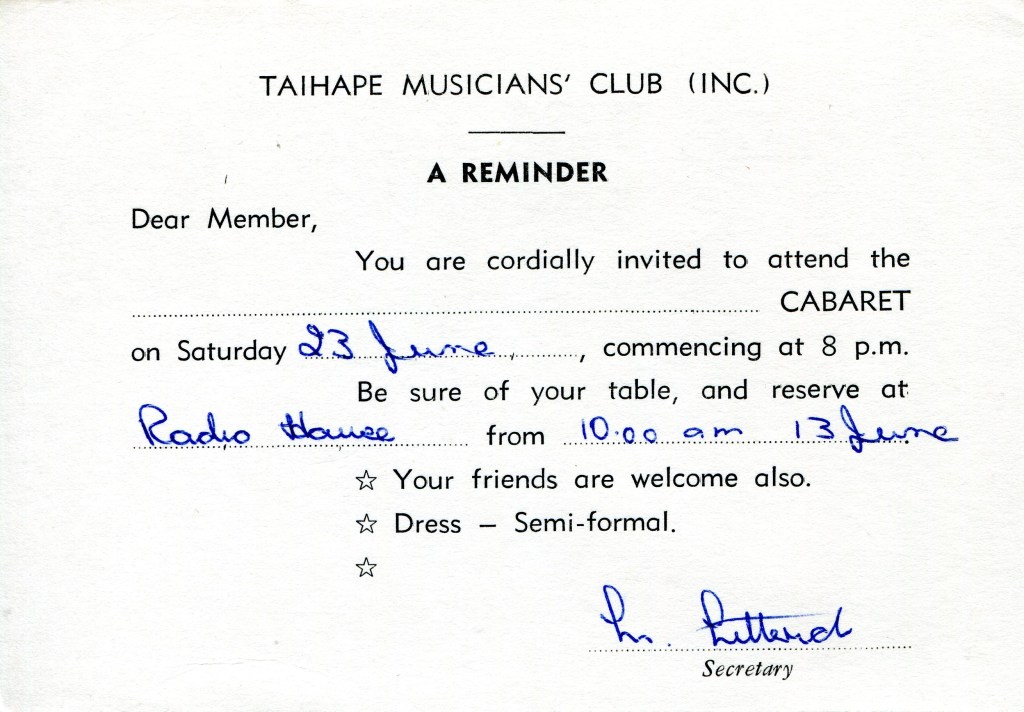 TAIHAPE MUSICIANS' CLUB (INC.)
A REMINDER
Dear Member,
You are cordially invited to attend the
CABARET
on Saturday 23 June, commencing at 8 p.m.
Be sure of your table, and reserve at
Radio House from 10.00 am 13 June
☆ Your friends are welcome also.
☆ Dress – Semi-formal.
☆
Secretary